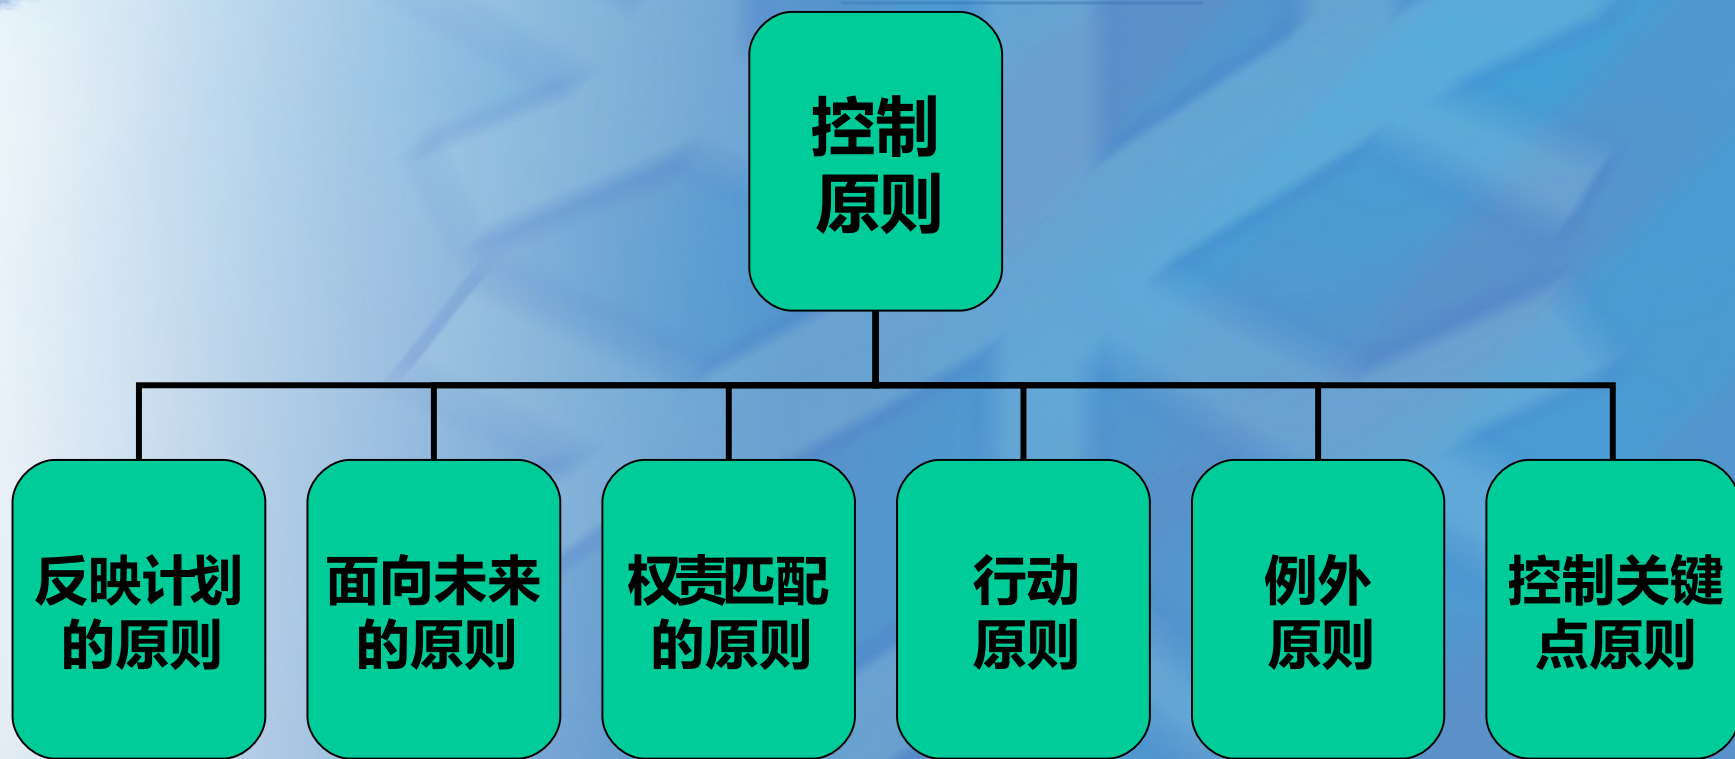 控制
原则
反映计划
的原则
面向未来
的原则
权责匹配
的原则
行动
原则
例外
原则
控制关键
点原则